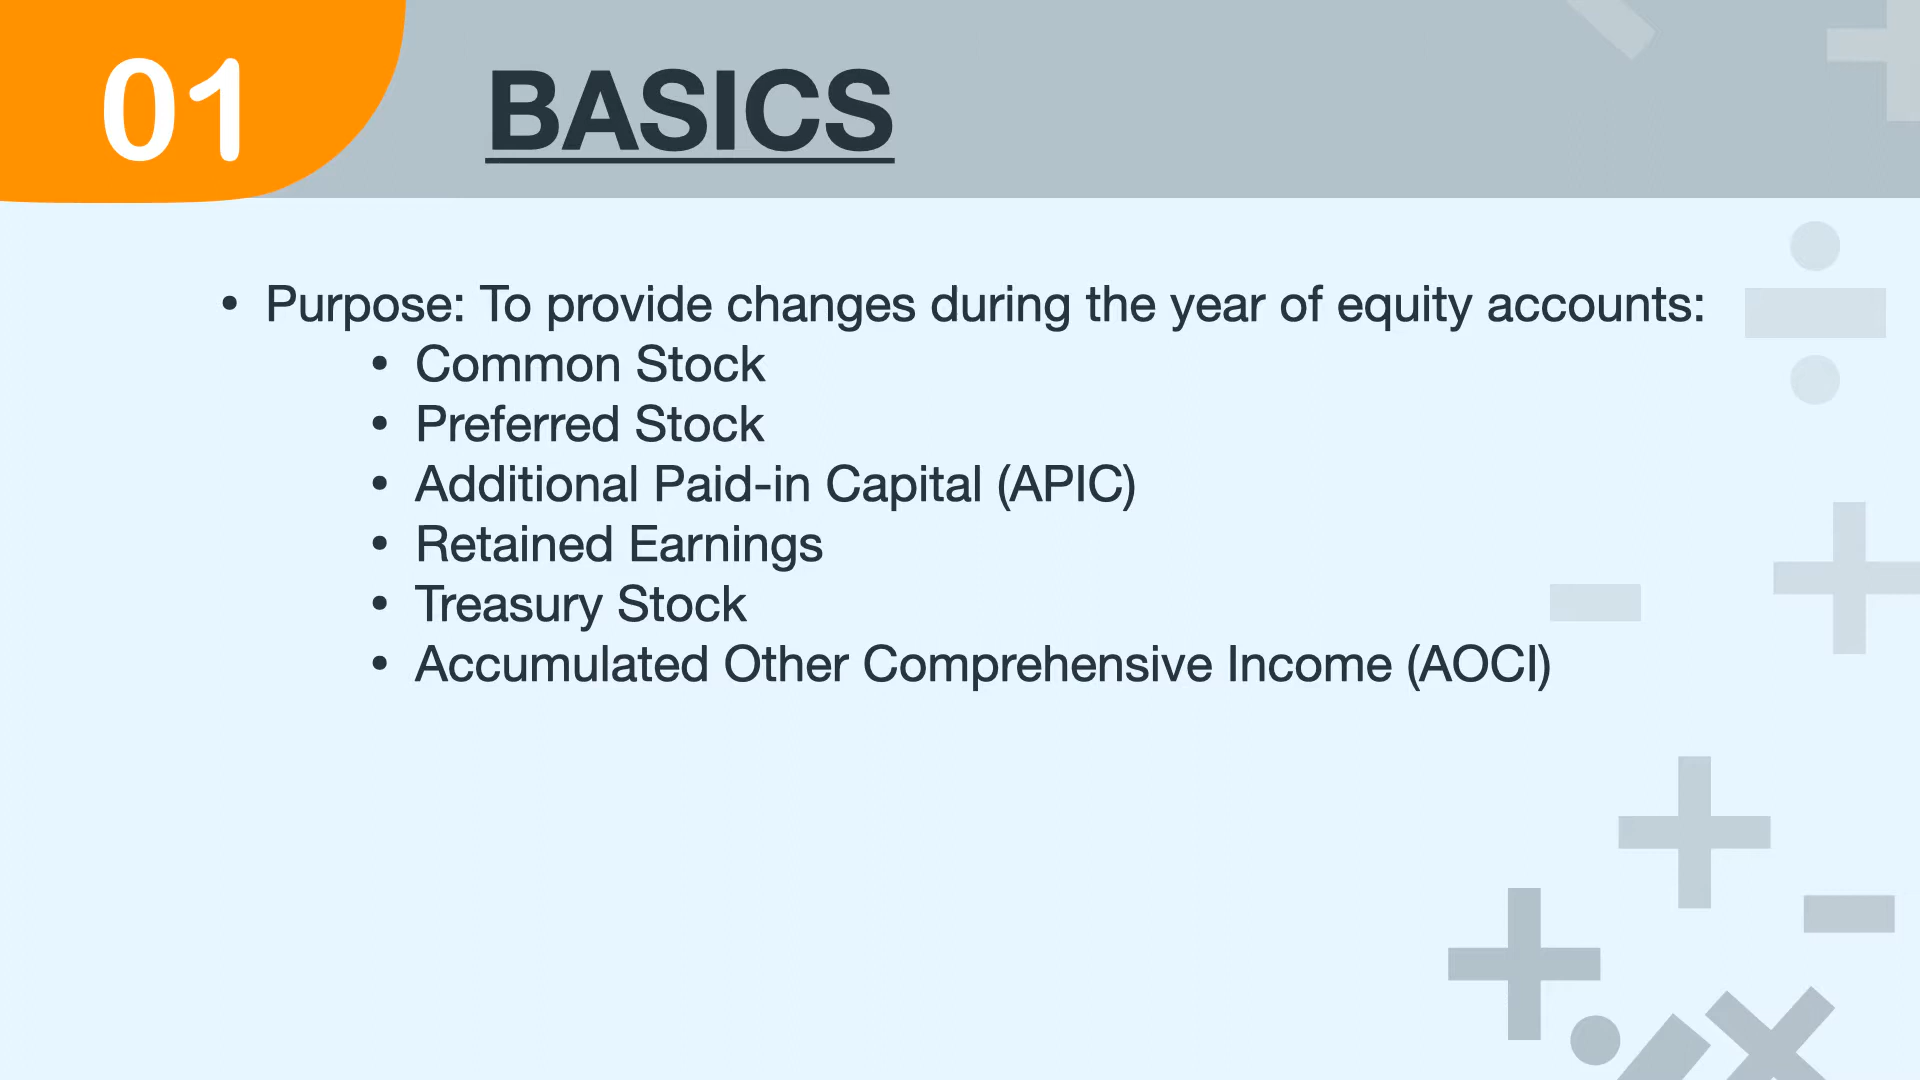 01
BASICS
• Purpose: To provide changes during the year of equity accounts:
• Common Stock
• Preferred Stock
• Additional Paid-in Capital (APIC)
• Retained Earnings
• Treasury Stock
• Accumulated Other Comprehensive Income (AOCI)